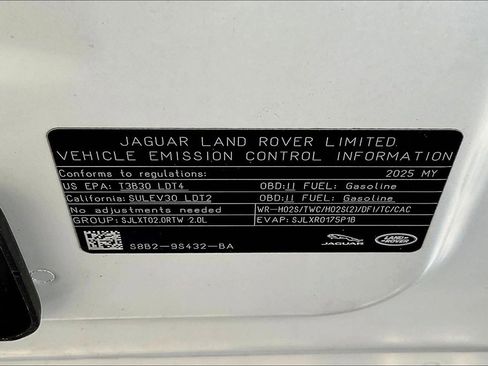 JAGUAR LAND ROVER LIMITED
VEHICLE EMISSION CONTROL INFORMATION
Conforms to regulations: 2025 MY
US EPA: T3B30 LDT4 OBD:II FUEL: Gasoline
California: SULEV30 LDT2 OBD:II FUEL: Gasoline
No adjustments needed WR-HO2S/TWC/HO2S(2)/DFI/TC/CAC
GROUP: SJLXT02.0RTW 2.0L EVAP: SJLXR0175P1B
S8B2-9S432-BA
JAGUAR
LAND-ROVER